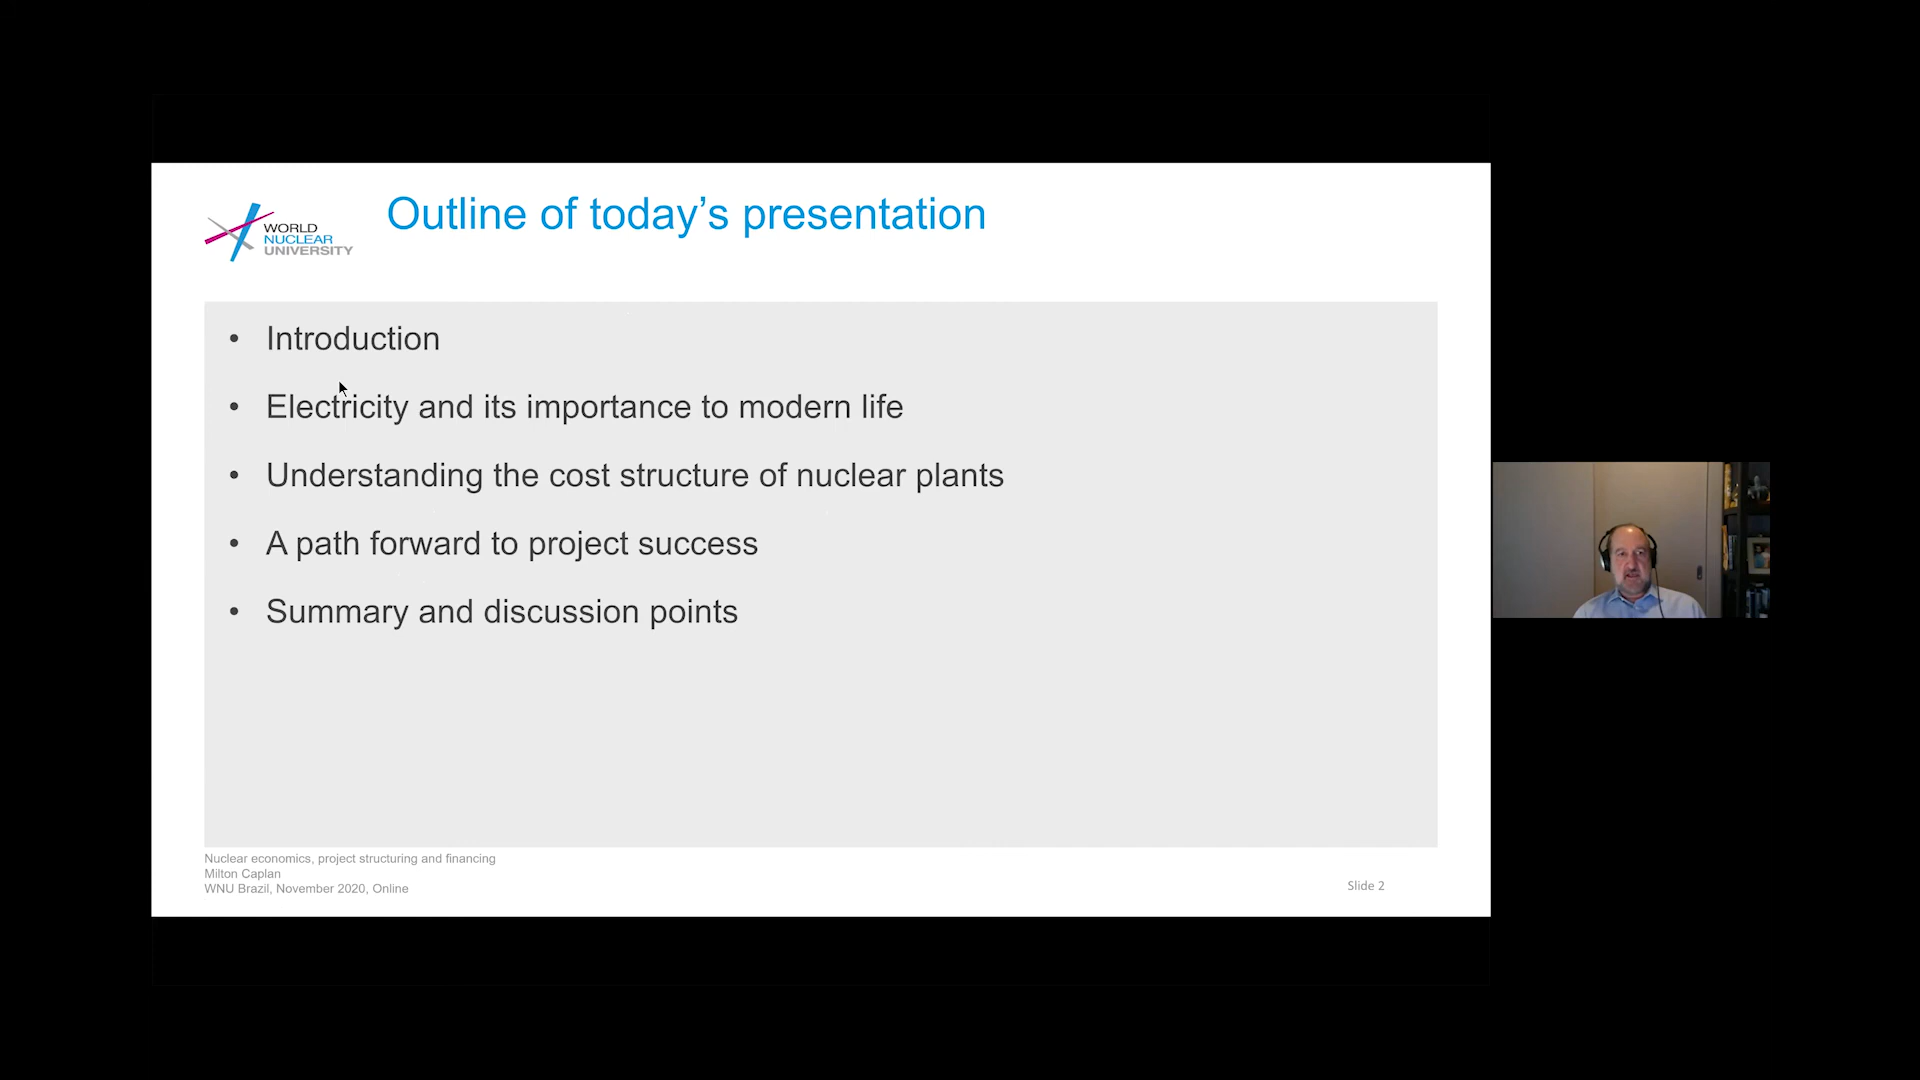 WORLD
NUCLEAR
UNIVERSITY
Outline of today’s presentation
• Introduction
• Electricity and its importance to modern life
• Understanding the cost structure of nuclear plants
• A path forward to project success
• Summary and discussion points
Nuclear economics, project structuring and financing
Milton Caplan
WNU Brazil, November 2020, Online
Slide 2